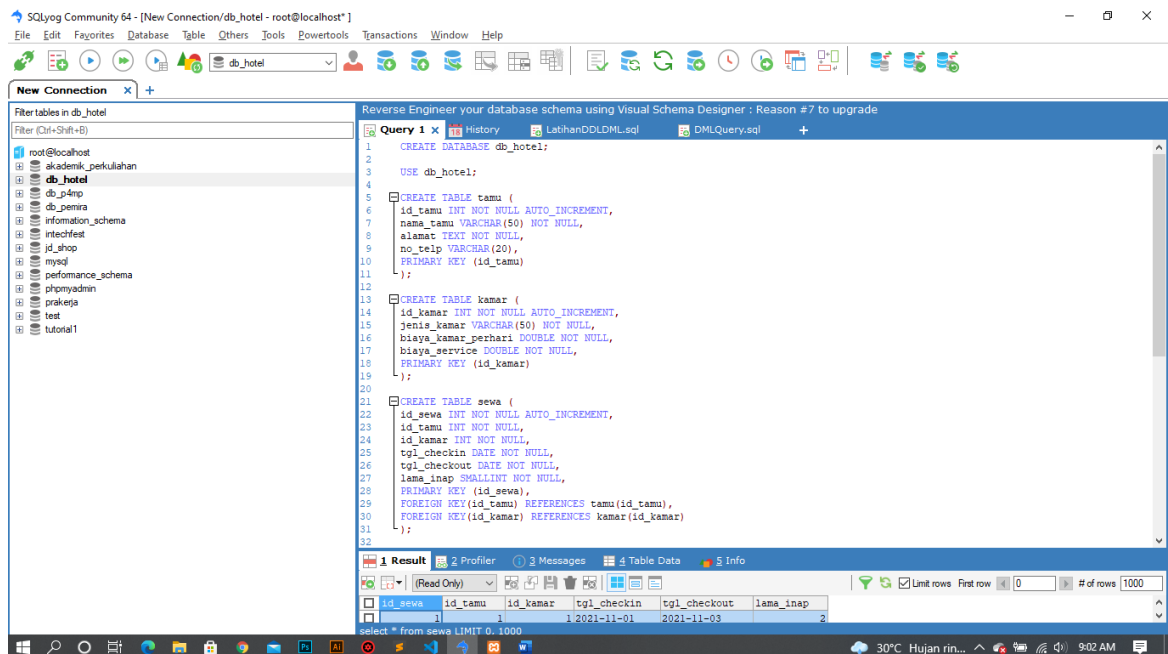 SQLyog Community 64 - [New Connection/db_hotel - root@localhost* ]
File Edit Favorites Database Table Others Tools Powertools Transactions Window Help
db_hotel
New Connection x +
Filter tables in db_hotel
Filter (Ctrl+Shift+B)
root@localhost
akademik_perkuliahan
db_hotel
db_p4mp
db_pemira
information_schema
intechfest
jd_shop
mysql
performance_schema
phpmyadmin
prakerja
test
tutorial1
Reverse Engineer your database schema using Visual Schema Designer : Reason #7 to upgrade
Query 1 x 18 History LatihanDDLDML.sql DMLQuery.sql +
1 CREATE DATABASE db_hotel;
2
3 USE db_hotel;
4
5 CREATE TABLE tamu (
6 id_tamu INT NOT NULL AUTO_INCREMENT,
7 nama_tamu VARCHAR(50) NOT NULL,
8 alamat TEXT NOT NULL,
9 no_telp VARCHAR(20),
10 PRIMARY KEY (id_tamu)
11 );
12
13 CREATE TABLE kamar (
14 id_kamar INT NOT NULL AUTO_INCREMENT,
15 jenis_kamar VARCHAR(50) NOT NULL,
16 biaya_kamar_perhari DOUBLE NOT NULL,
17 biaya_service DOUBLE NOT NULL,
18 PRIMARY KEY (id_kamar)
19 );
20
21 CREATE TABLE sewa (
22 id_sewa INT NOT NULL AUTO_INCREMENT,
23 id_tamu INT NOT NULL,
24 id_kamar INT NOT NULL,
25 tgl_checkin DATE NOT NULL,
26 tgl_checkout DATE NOT NULL,
27 lama_inap SMALLINT NOT NULL,
28 PRIMARY KEY (id_sewa),
29 FOREIGN KEY(id_tamu) REFERENCES tamu(id_tamu),
30 FOREIGN KEY(id_kamar) REFERENCES kamar(id_kamar)
31 );
32
1 Result 2 Profiler 3 Messages 4 Table Data 5 Info
(Read Only) Limit rows First row 0 # of rows 1000
id_sewa id_tamu id_kamar tgl_checkin tgl_checkout lama_inap
1 1 1 2021-11-01 2021-11-03 2
select * from sewa LIMIT 0, 1000
Ps Ai 30°C Hujan rin... 9:02 AM